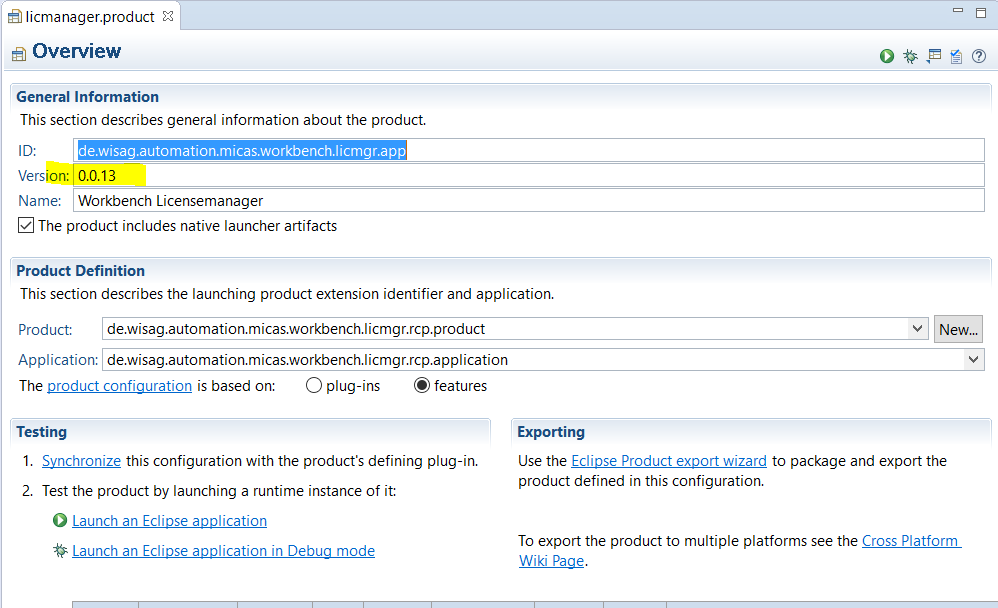 licmanager.product
Overview
General Information
This section describes general information about the product.
ID: de.wisag.automation.micas.workbench.licmgr.app
Version: 0.0.13
Name: Workbench Licensemanager
The product includes native launcher artifacts
Product Definition
This section describes the launching product extension identifier and application.
Product: de.wisag.automation.micas.workbench.licmgr.rcp.product New...
Application: de.wisag.automation.micas.workbench.licmgr.rcp.application
The product configuration is based on: plug-ins features
Testing
1. Synchronize this configuration with the product's defining plug-in.
2. Test the product by launching a runtime instance of it:
Launch an Eclipse application
Launch an Eclipse application in Debug mode
Exporting
Use the Eclipse Product export wizard to package and export the
product defined in this configuration.
To export the product to multiple platforms see the Cross Platform
Wiki Page.